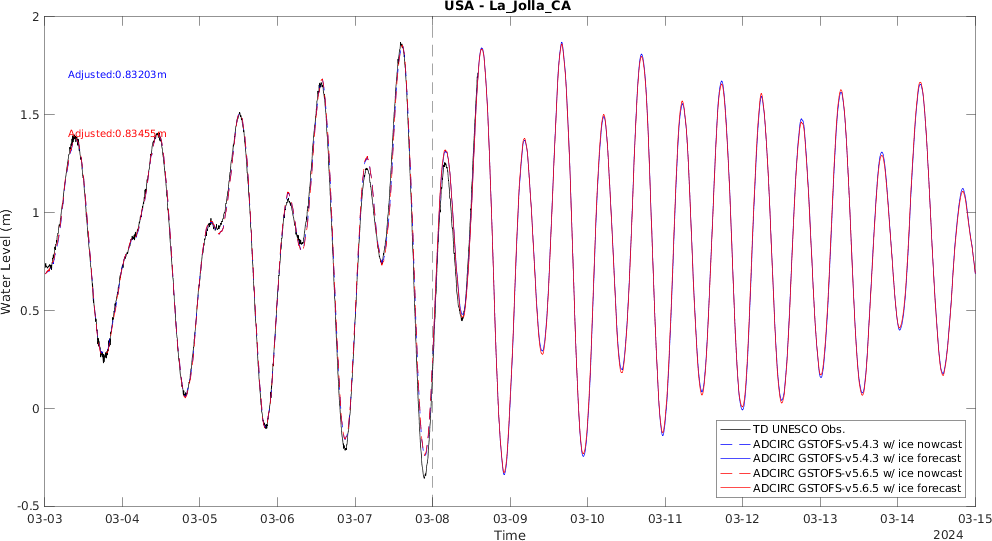 USA - La_Jolla_CA
Water Level (m)
2
1.5
1
0.5
0
-0.5
Adjusted:0.83203m
Adjusted:0.83455m
TD UNESCO Obs.
ADCIRC GSTOFS-v5.4.3 w/ ice nowcast
ADCIRC GSTOFS-v5.4.3 w/ ice forecast
ADCIRC GSTOFS-v5.6.5 w/ ice nowcast
ADCIRC GSTOFS-v5.6.5 w/ ice forecast
03-03 03-04 03-05 03-06 03-07 03-08 03-09 03-10 03-11 03-12 03-13 03-14 03-15
Time
2024